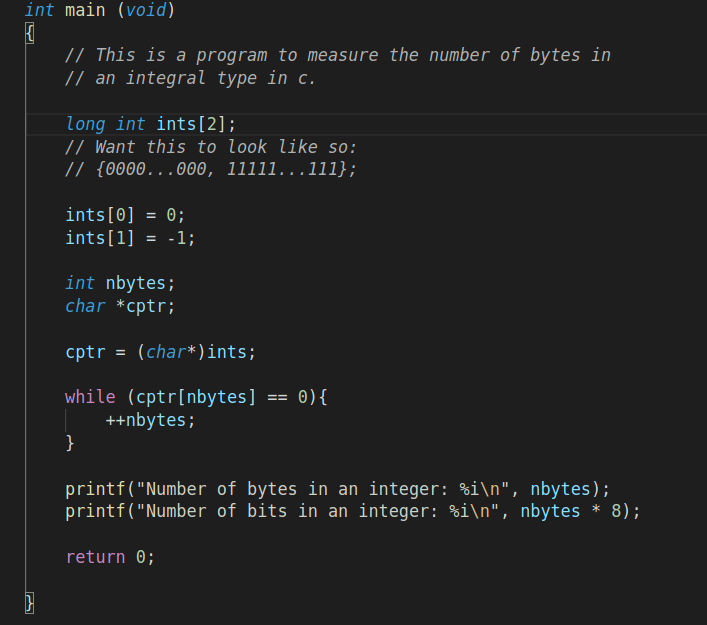 int main (void)
{
// This is a program to measure the number of bytes in
// an integral type in c.
long int ints[2];
// Want this to look like so:
// {0000...000, 11111...111};
ints[0] = 0;
ints[1] = -1;
int nbytes;
char *cptr;
cptr = (char*)ints;
while (cptr[nbytes] == 0){
++nbytes;
}
printf("Number of bytes in an integer: %i\n", nbytes);
printf("Number of bits in an integer: %i\n", nbytes * 8);
return 0;
}